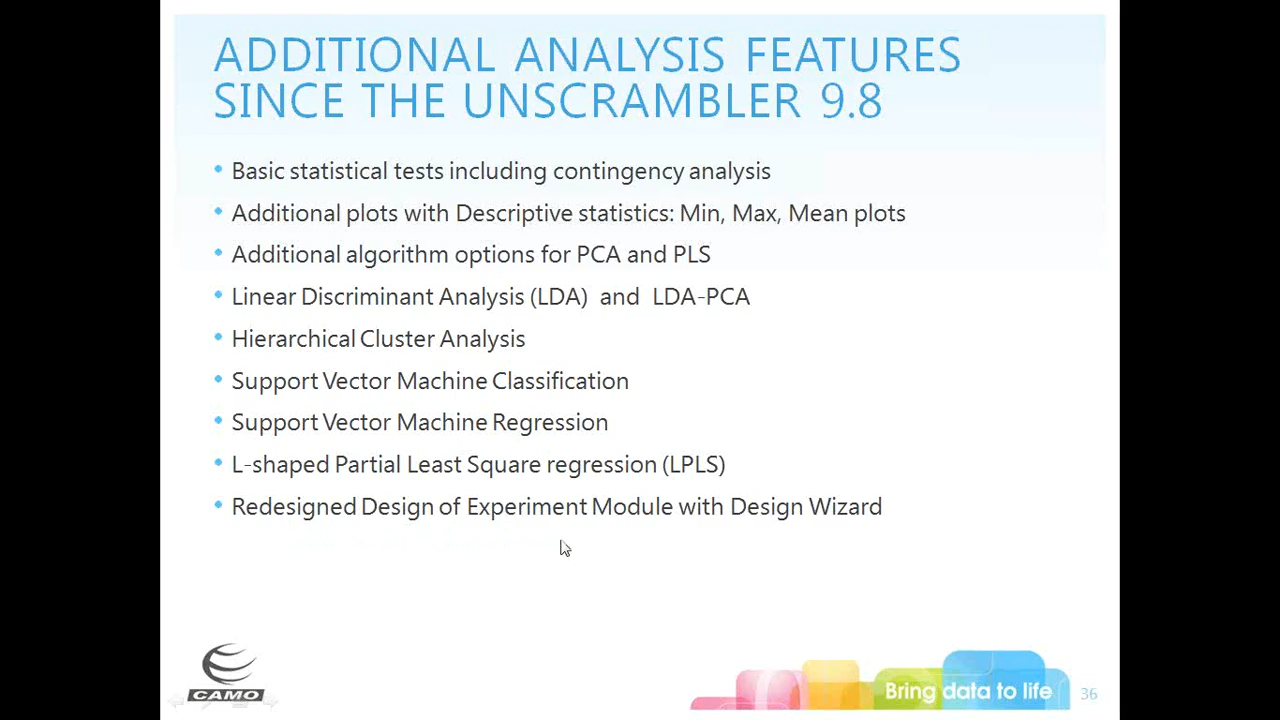 ADDITIONAL ANALYSIS FEATURES
SINCE THE UNSCRAMBLER 9.8
• Basic statistical tests including contingency analysis
• Additional plots with Descriptive statistics: Min, Max, Mean plots
• Additional algorithm options for PCA and PLS
• Linear Discriminant Analysis (LDA) and LDA-PCA
• Hierarchical Cluster Analysis
• Support Vector Machine Classification
• Support Vector Machine Regression
• L-shaped Partial Least Square regression (LPLS)
• Redesigned Design of Experiment Module with Design Wizard
CAMO
Bring data to life
36